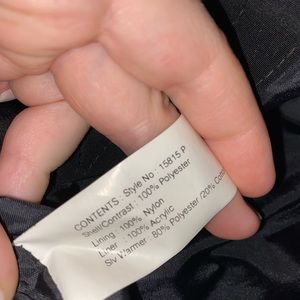 CONTENTS : Style No : 15815 P
Shell/Contrast : 100% Polyester
Lining : 100% Nylon
Liner : 100% Acrylic
Slv Warmer : 80% Polyester /20% Cotton